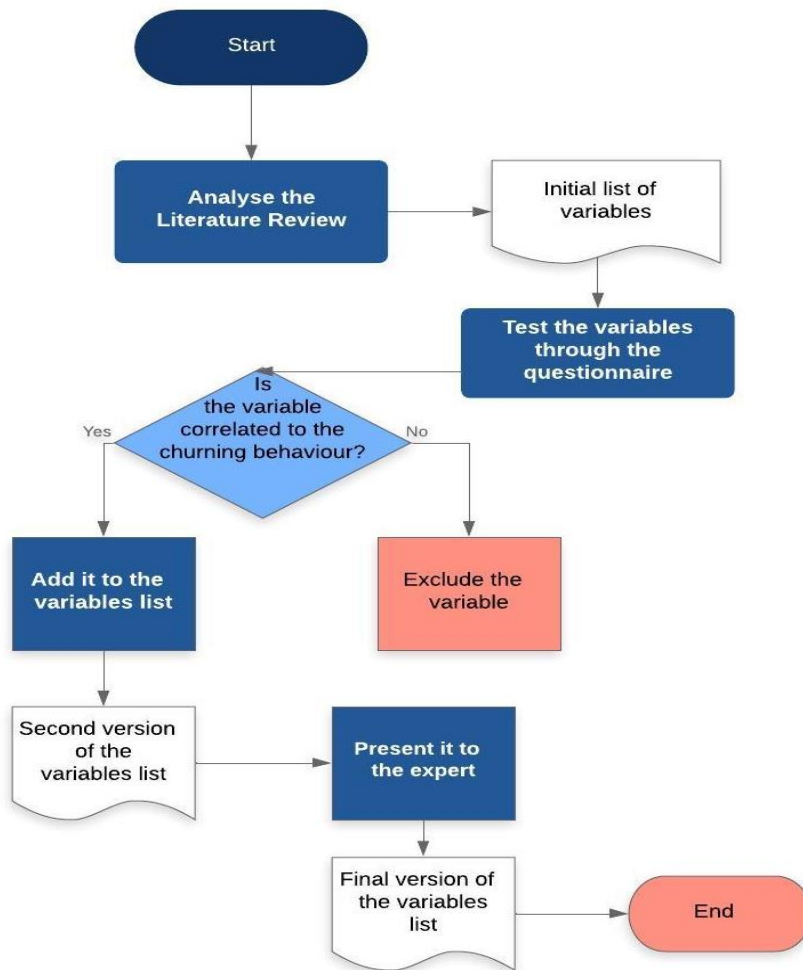 Start
Analyse the
Literature Review
Initial list of
variables
Test the variables
through the
questionnaire
Is
the variable
correlated to the
churning behaviour?
Yes
No
Add it to the
variables list
Exclude the
variable
Second version
of the
variables list
Present it to
the expert
Final version of
the variables
list
End